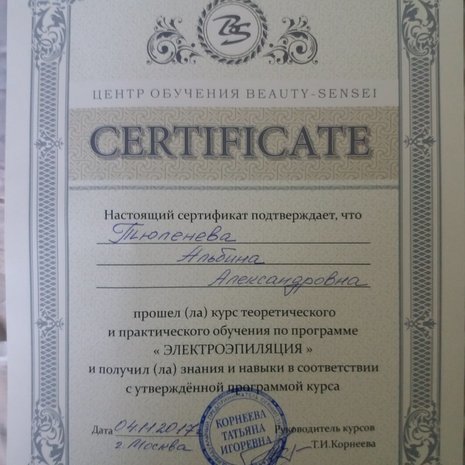 BS
ЦЕНТР ОБУЧЕНИЯ BEAUTY-SENSEI
CERTIFICATE
Настоящий сертификат подтверждает, что
Тюленева
Альбина
Александровна
прошел (ла) курс теоретического
и практического обучения по программе
« ЭЛЕКТРОЭПИЛЯЦИЯ »
и получил (ла) знания и навыки в соответствии
с утверждённой программой курса
КОРНЕЕВА
ТАТЬЯНА
ИГОРЕВНА
Дата 04.11.2017 Руководитель курсов
г. Москва Т.И.Корнеева